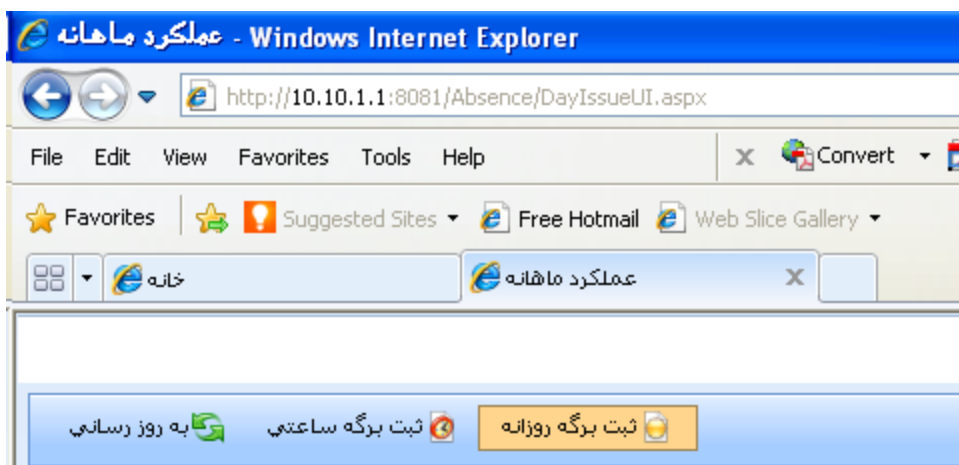 عملکرد ماهانه - Windows Internet Explorer
http://10.10.1.1:8081/Absence/DayIssueUI.aspx
File Edit View Favorites Tools Help x Convert
Favorites Suggested Sites Free Hotmail Web Slice Gallery
خانه عملکرد ماهانه x
ثبت برگه روزانه ثبت برگه ساعتي به روز رساني